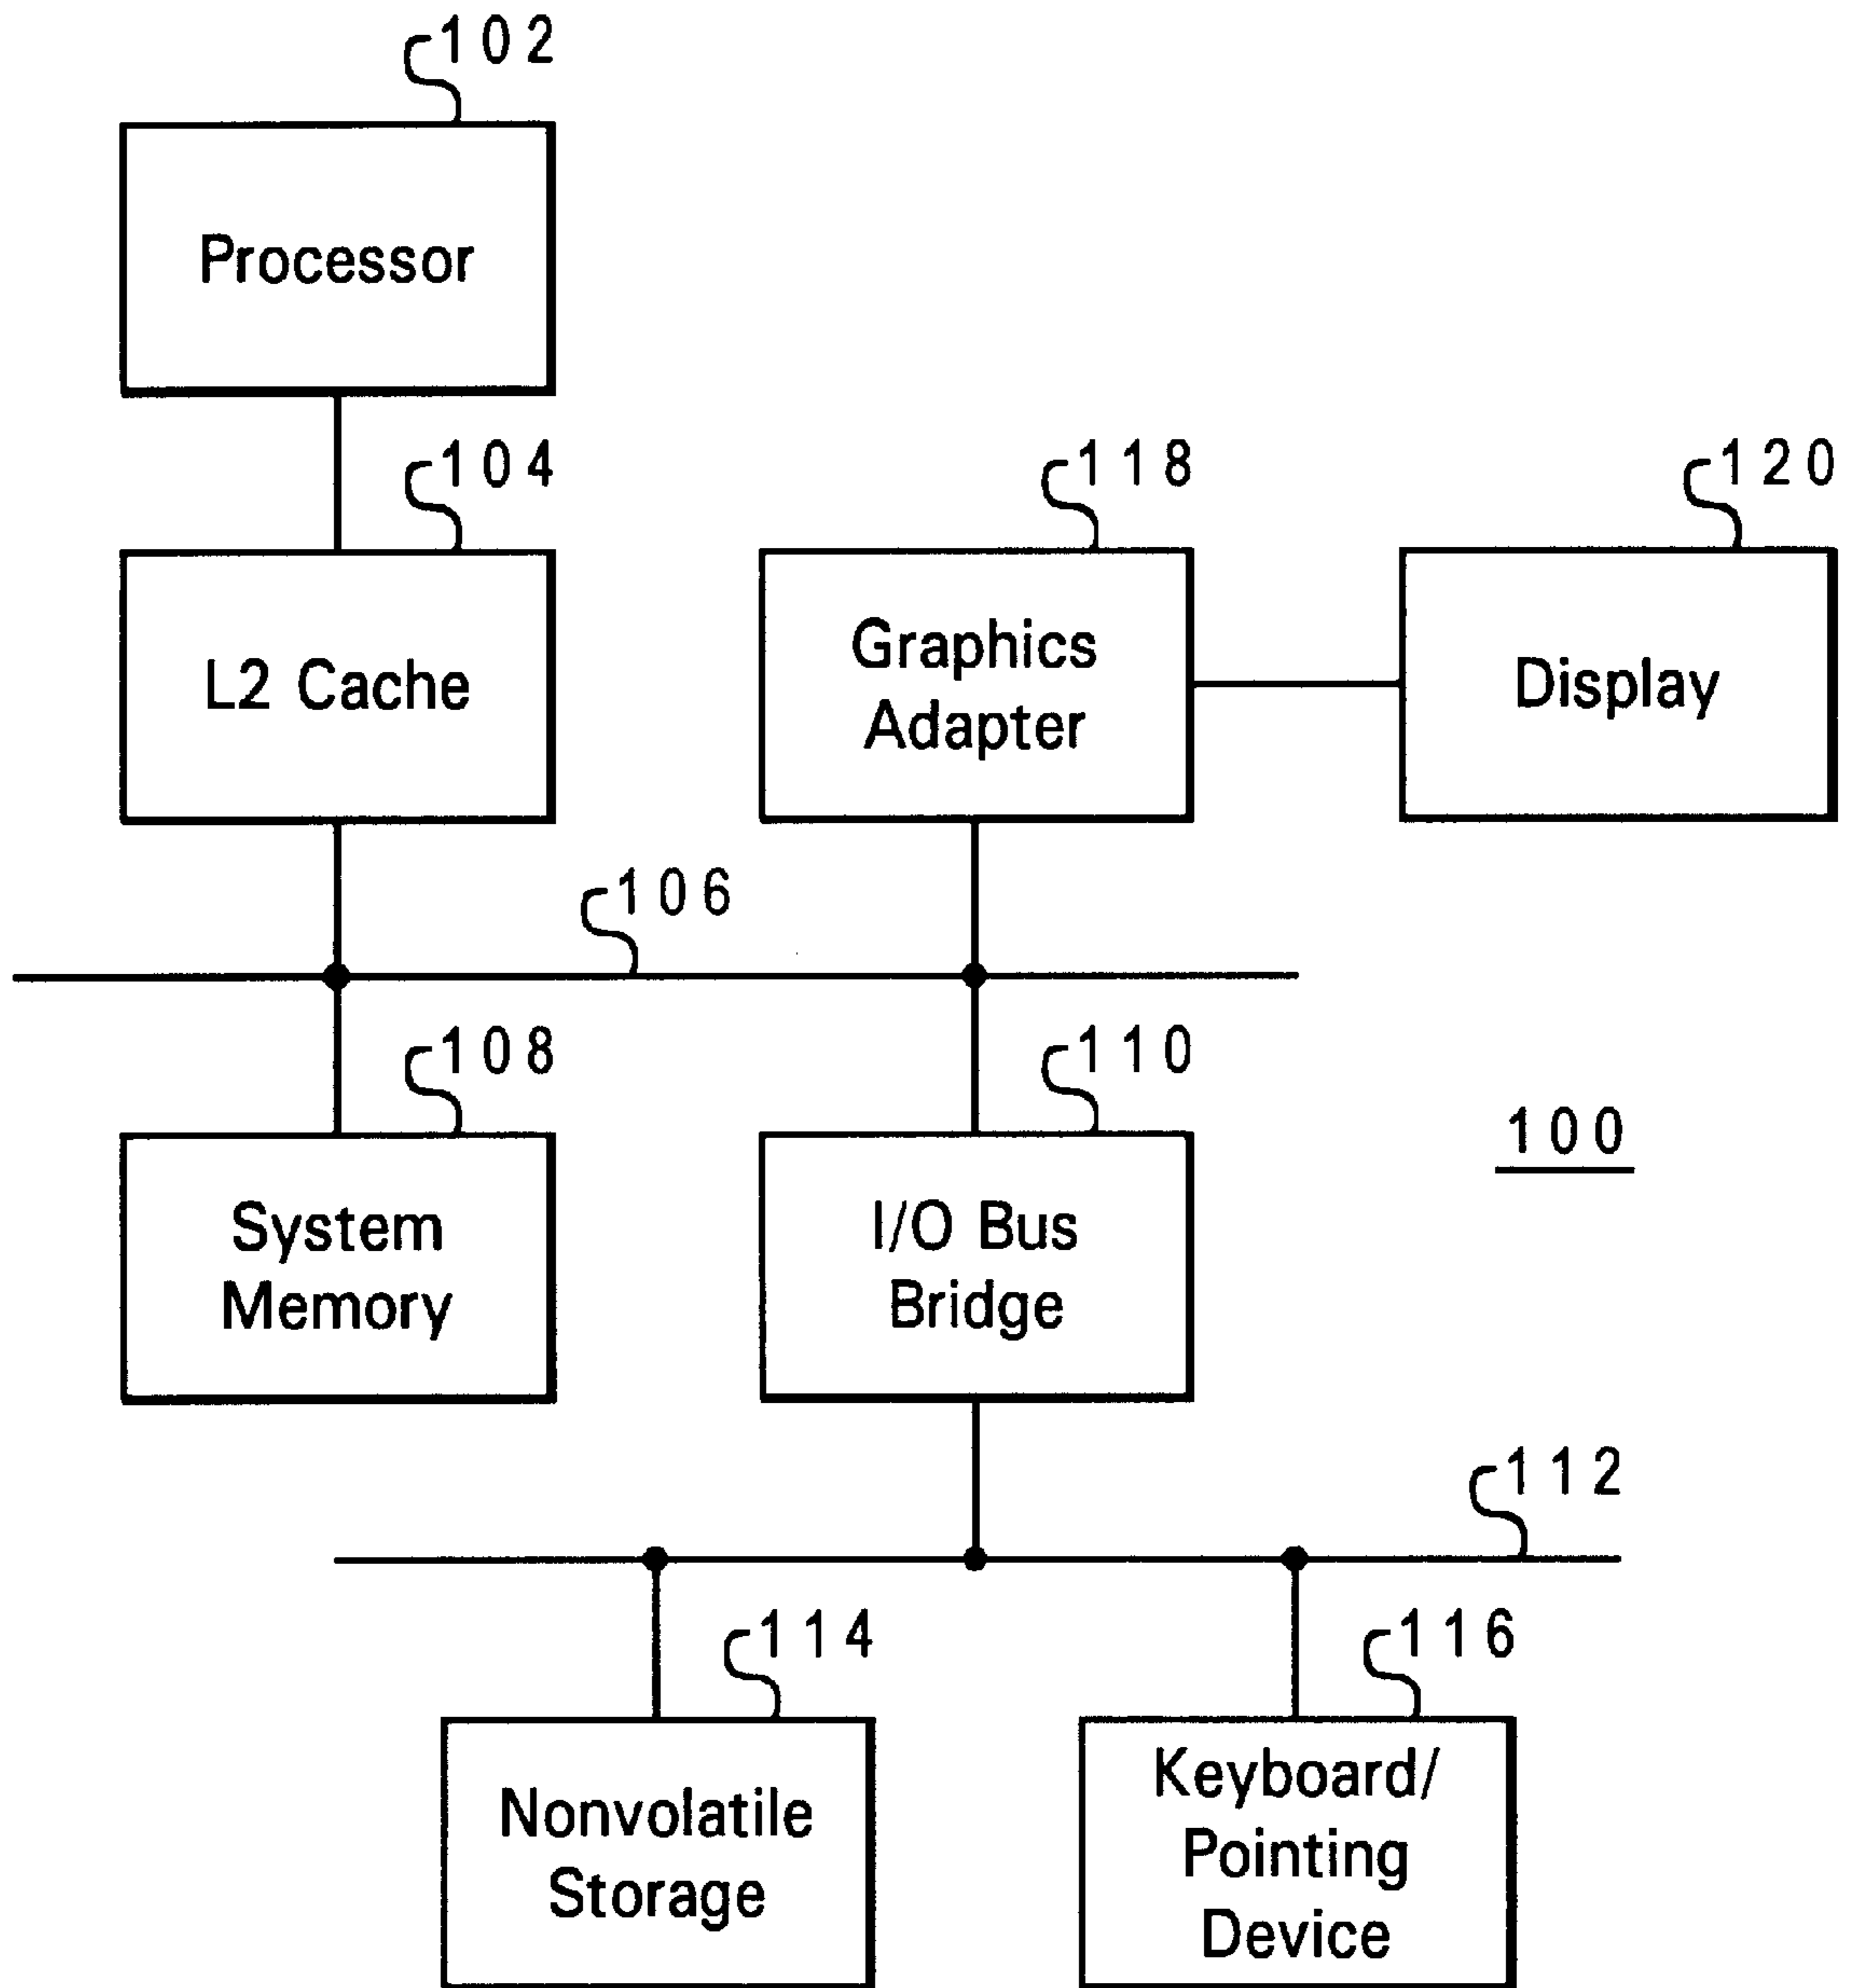 102
Processor
104
118
120
L2 Cache
Graphics
Adapter
Display
106
108
110
100
System
Memory
I/O Bus
Bridge
112
114
116
Nonvolatile
Storage
Keyboard/
Pointing
Device